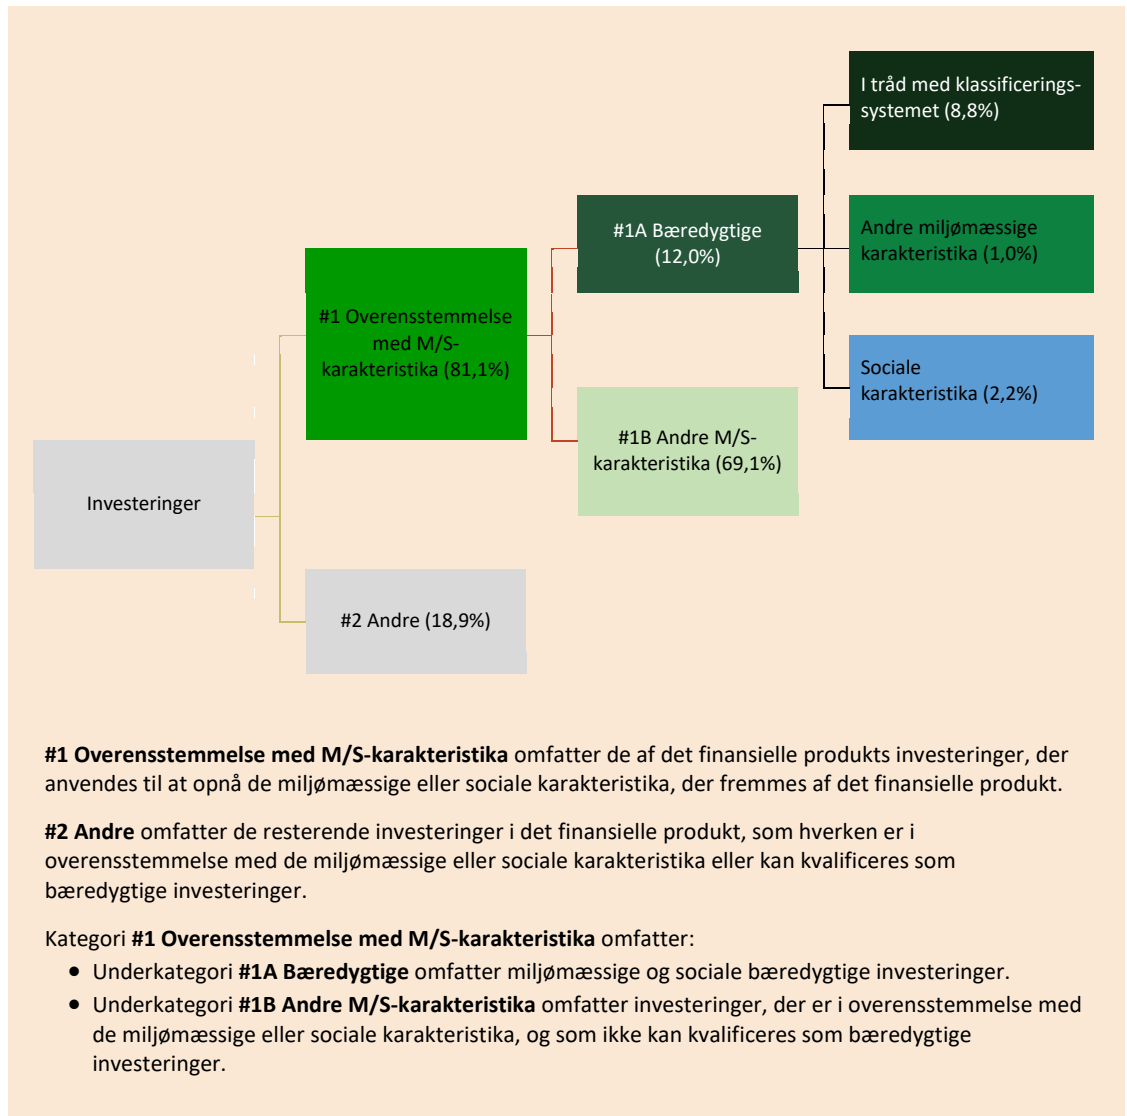 I tråd med klassificerings-
systemet (8,8%)
#1A Bæredygtige
(12,0%)
Andre miljømæssige
karakteristika (1,0%)
#1 Overensstemmelse
med M/S-
karakteristika (81,1%)
Sociale
karakteristika (2,2%)
#1B Andre M/S-
karakteristika (69,1%)
Investeringer
#2 Andre (18,9%)
#1 Overensstemmelse med M/S-karakteristika omfatter de af det finansielle produkts investeringer, der
anvendes til at opnå de miljømæssige eller sociale karakteristika, der fremmes af det finansielle produkt.
#2 Andre omfatter de resterende investeringer i det finansielle produkt, som hverken er i
overensstemmelse med de miljømæssige eller sociale karakteristika eller kan kvalificeres som
bæredygtige investeringer.
Kategori #1 Overensstemmelse med M/S-karakteristika omfatter:
• Underkategori #1A Bæredygtige omfatter miljømæssige og sociale bæredygtige investeringer.
• Underkategori #1B Andre M/S-karakteristika omfatter investeringer, der er i overensstemmelse med
de miljømæssige eller sociale karakteristika, og som ikke kan kvalificeres som bæredygtige
investeringer.